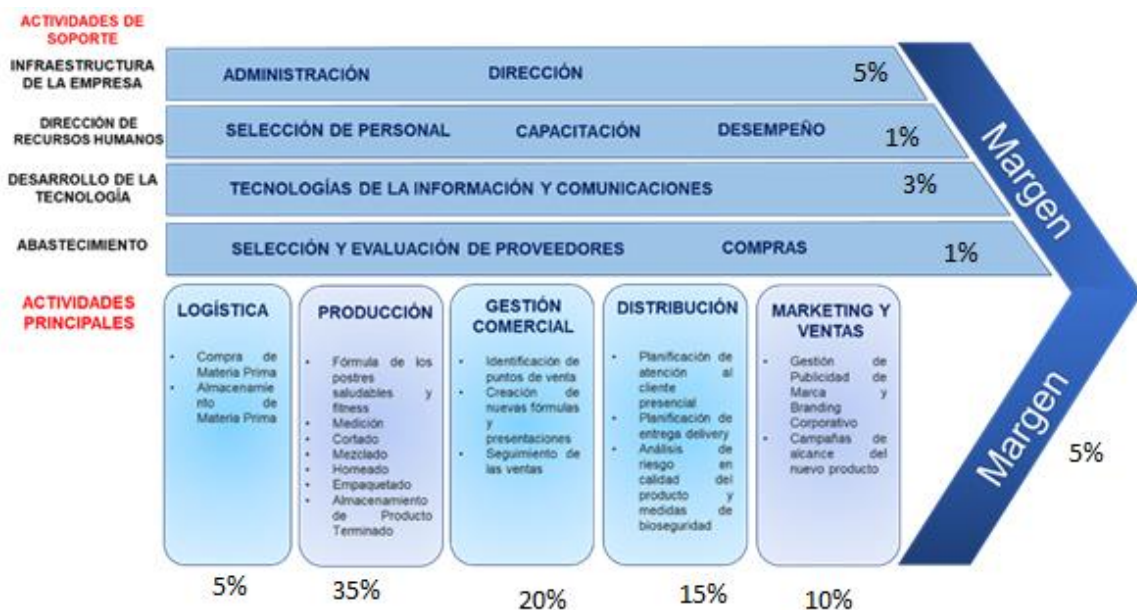 ACTIVIDADES DE
SOPORTE
INFRAESTRUCTURA
DE LA EMPRESA
ADMINISTRACIÓN
DIRECCIÓN
5%
DIRECCIÓN DE
RECURSOS HUMANOS
SELECCIÓN DE PERSONAL
CAPACITACIÓN
DESEMPEÑO
1%
DESARROLLO DE LA
TECNOLOGÍA
TECNOLOGÍAS DE LA INFORMACIÓN Y COMUNICACIONES
3%
ABASTECIMIENTO
SELECCIÓN Y EVALUACIÓN DE PROVEEDORES
COMPRAS
1%
Margen
Margen
5%
ACTIVIDADES
PRINCIPALES
LOGÍSTICA
• Compra de
Materia Prima
• Almacenamie
nto de
Materia Prima
5%
PRODUCCIÓN
• Fórmula de los
postres
saludables y
fitness
• Medición
• Cortado
• Mezclado
• Horneado
• Empaquetado
• Almacenamiento
de Producto
Terminado
35%
GESTIÓN
COMERCIAL
• Identificación de
puntos de venta
• Creación de
nuevas fórmulas
y
presentaciones
• Seguimiento de
las ventas
20%
DISTRIBUCIÓN
• Planificación de
atención al
cliente
presencial
• Planificación de
entrega delivery
• Análisis de
riesgo en
calidad del
producto y
medidas de
bioseguridad
15%
MARKETING Y
VENTAS
• Gestión de
Publicidad de
Marca y
Branding
Corporativo
• Campañas de
alcance del
nuevo producto
10%